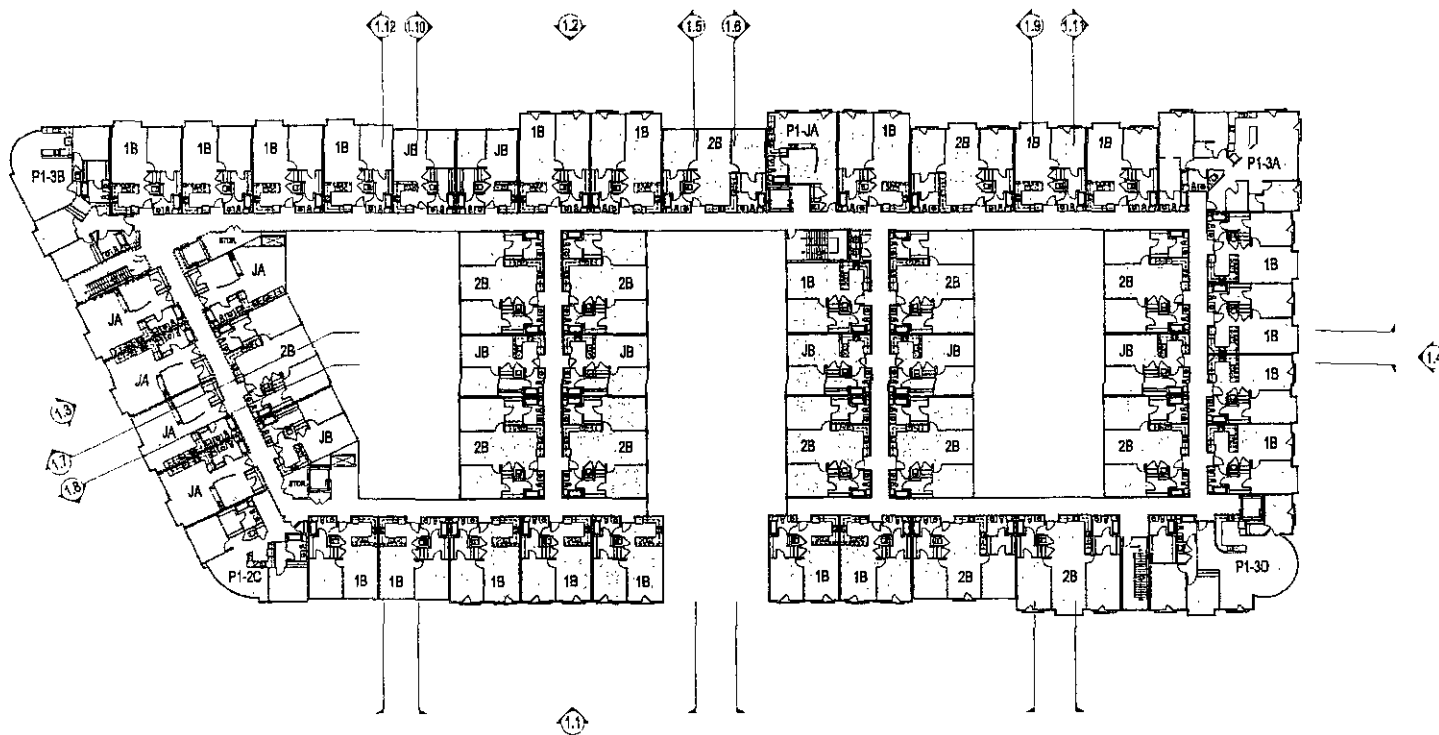 1.12 1.10 1.2 1.5 1.6 1.9 1.11
1B 1B 1B 1B JB JB 1B 1B 2B P1-JA 1B 2B 1B 1B
P1-3B P1-3A
STOR.
JA 2B 2B 1B 2B 2B 1B
JA
2B JB JB JB JB 1B
1.4
JA 1B
1.3 JA JB 2B 2B 2B 2B 2B 1B
1.7
1.8 JA STOR.
P1-2C 1B 1B 1B 1B 1B 1B 1B 2B 2B P1-3D
1.1